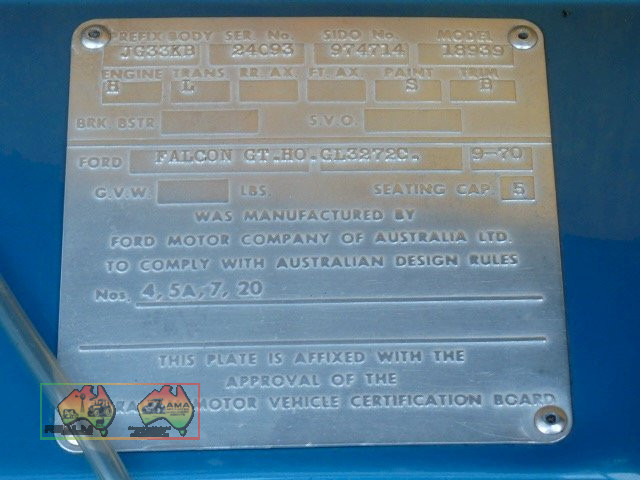 PREFIX BODY SER. No. SIDO No. MODEL
JG33KB 24093 974714 18939
ENGINE TRANS RR. AX. FT. AX. PAINT TRIM
H L S B
BRK BSTR. S.V.O.
FORD FALCON GT.HO.GL3272C. 9-70
G.V.W. LBS. SEATING CAP. 5
WAS MANUFACTURED BY
FORD MOTOR COMPANY OF AUSTRALIA LTD.
TO COMPLY WITH AUSTRALIAN DESIGN RULES
Nos. 4, 5A, 7, 20
THIS PLATE IS AFFIXED WITH THE
APPROVAL OF THE
MOTOR VEHICLE CERTIFICATION BOARD
REALM AMA